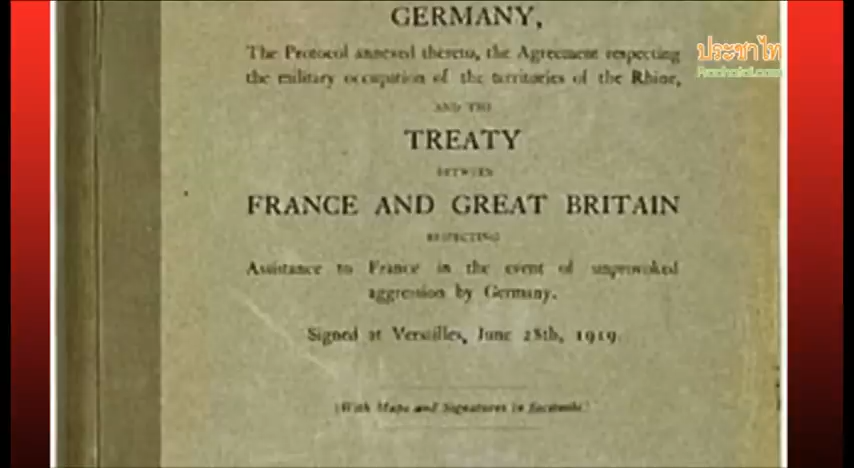 GERMANY,
ประชาไท
Prachatai.com
The Protocol annexed thereto, the Agreement respecting
the military occupation of the territories of the Rhine,
AND THE
TREATY
BETWEEN
FRANCE AND GREAT BRITAIN
RESPECTING
Assistance to France in the event of unprovoked
aggression by Germany.
Signed at Versailles, June 28th, 1919.
(With Maps and Signatures in facsimile.)